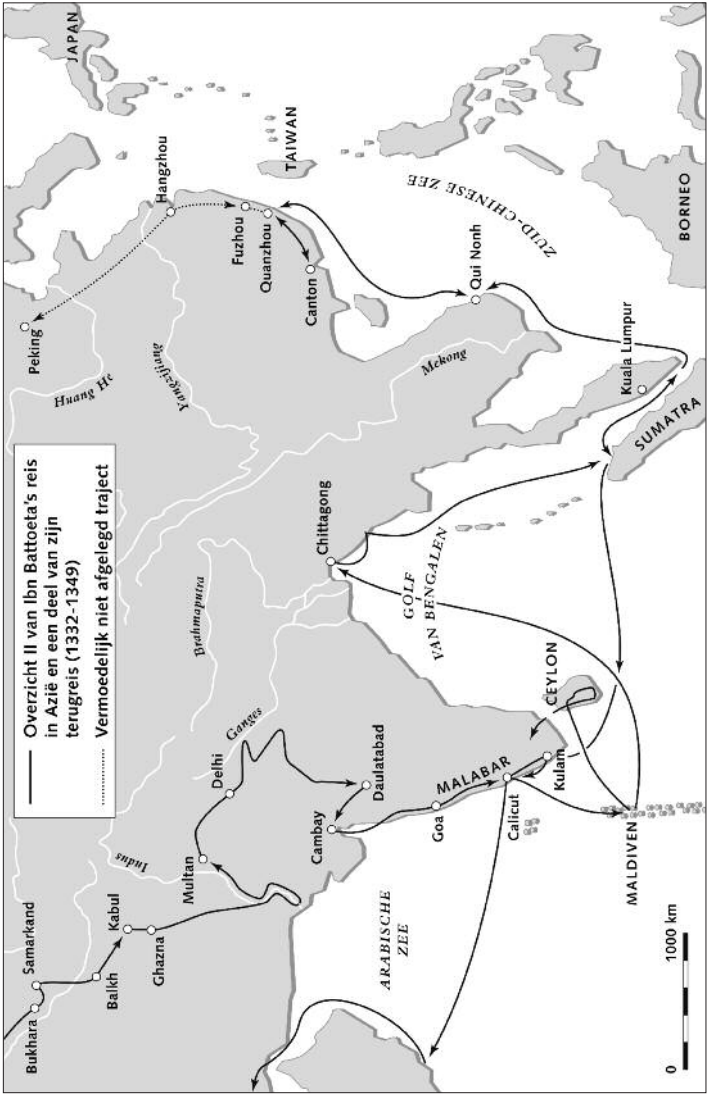 Overzicht II van Ibn Battoeta's reis
in Azië en een deel van zijn
terugreis (1332-1349)
Vermoedelijk niet afgelegd traject
JAPAN
Peking
Huang He
Hangzhou
Yangzijiang
Fuzhou
Quanzhou
TAIWAN
Canton
ZUID-CHINESE ZEE
Mekong
Qui Nonh
BORNEO
Kuala Lumpur
SUMATRA
Bukhara
Samarkand
Balkh
Kabul
Ghazna
Indus
Multan
Delhi
Ganges
Brahmaputra
Chittagong
GOLF
VAN BENGALEN
Cambay
Daulatabad
Goa
MALABAR
Calicut
Kulam
CEYLON
MALDIVEN
ARABISCHE
ZEE
0 1000 km